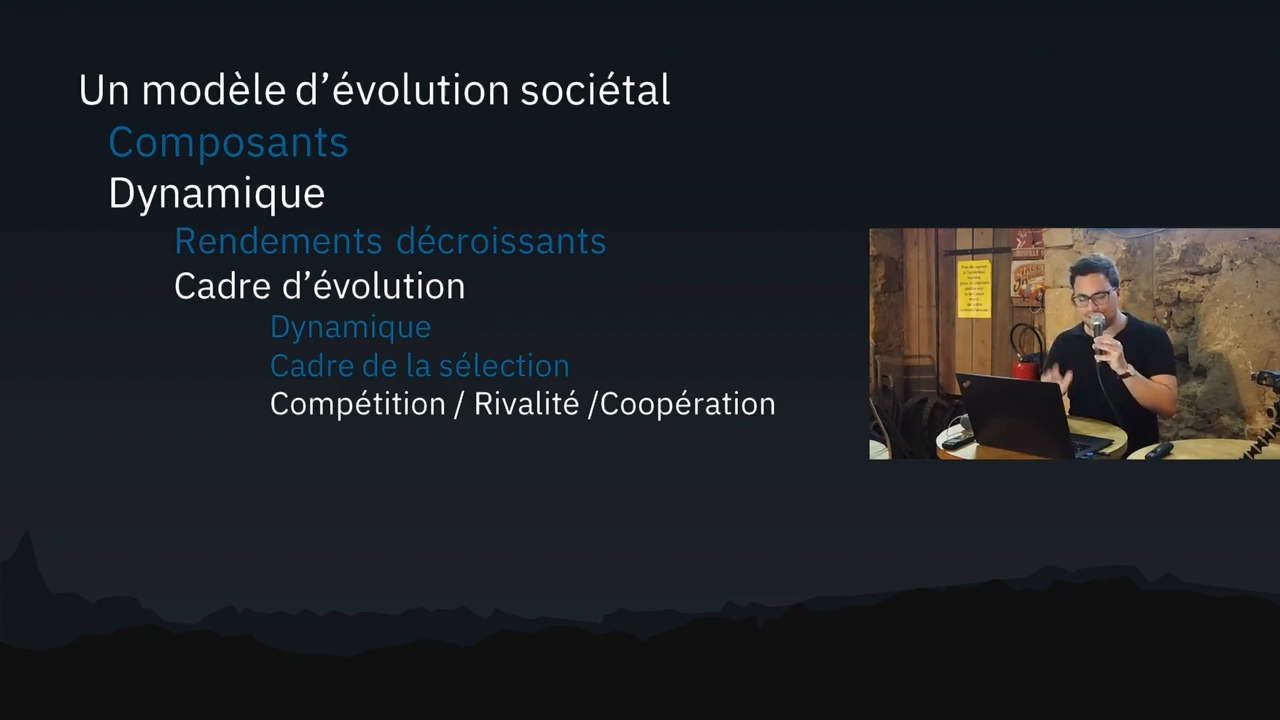 Un modèle d’évolution sociétal
Composants
Dynamique
Rendements décroissants
Cadre d’évolution
Dynamique
Cadre de la sélection
Compétition / Rivalité /Coopération